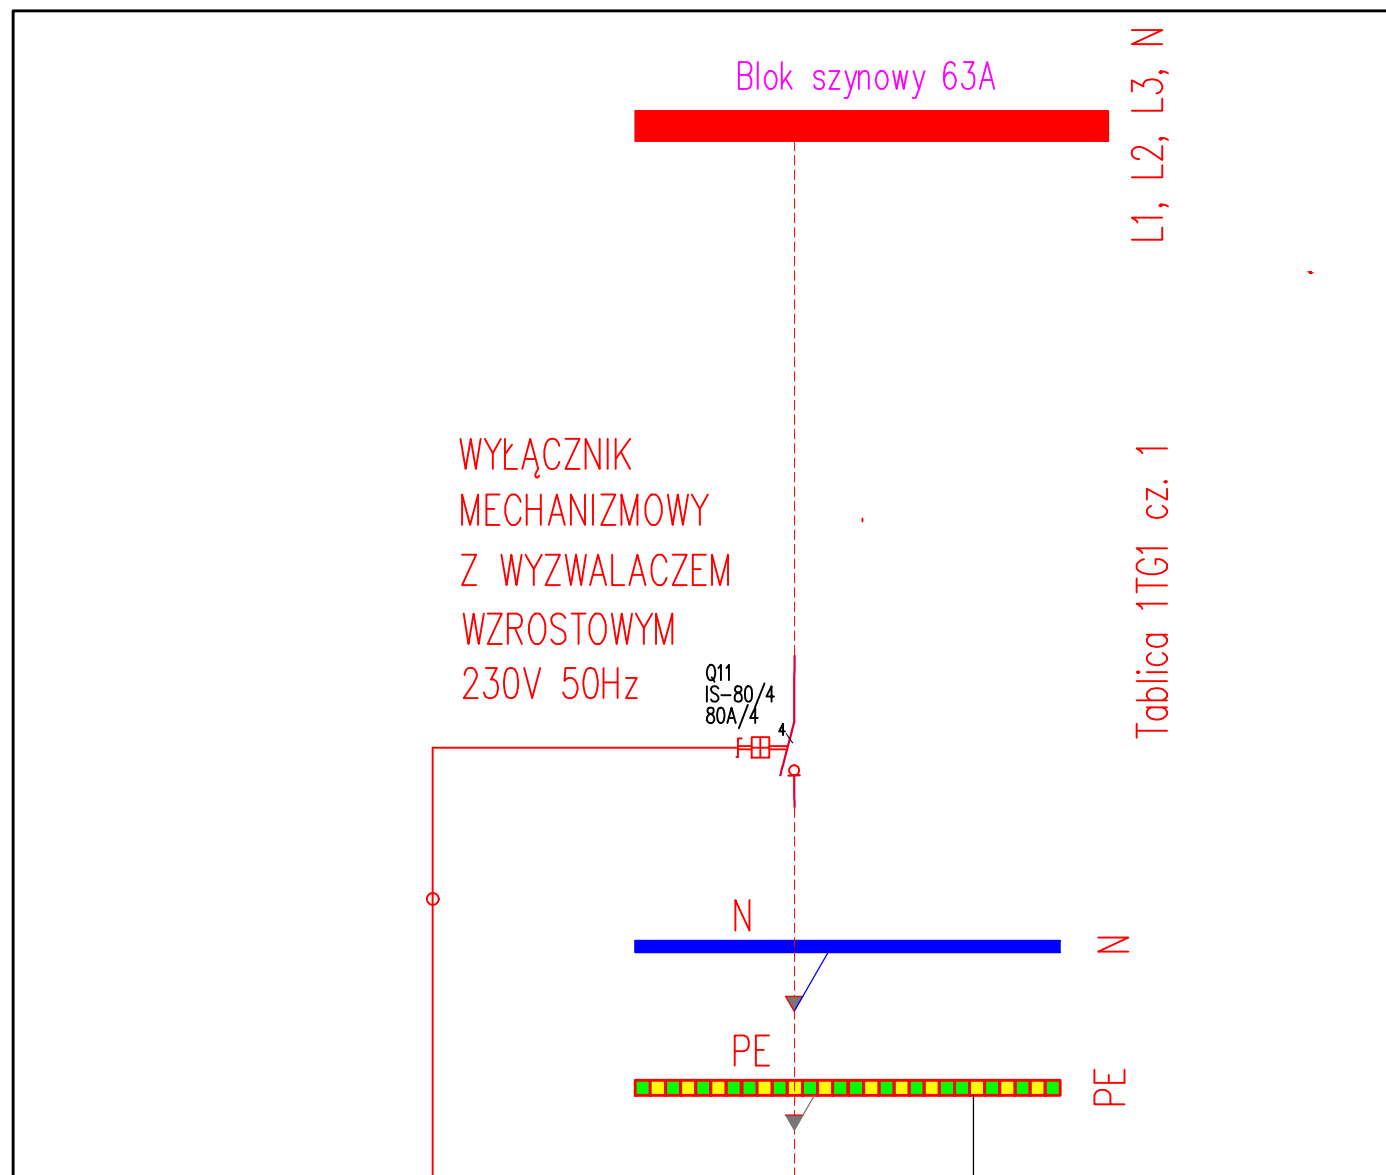 Blok szynowy 63A
L1, L2, L3, N
WYŁĄCZNIK
MECHANIZMOWY
Z WYZWALACZEM
WZROSTOWYM
230V 50Hz
Tablica 1TG1 cz. 1
Q11
IS-80/4
80A/4
4
N
N
PE
PE